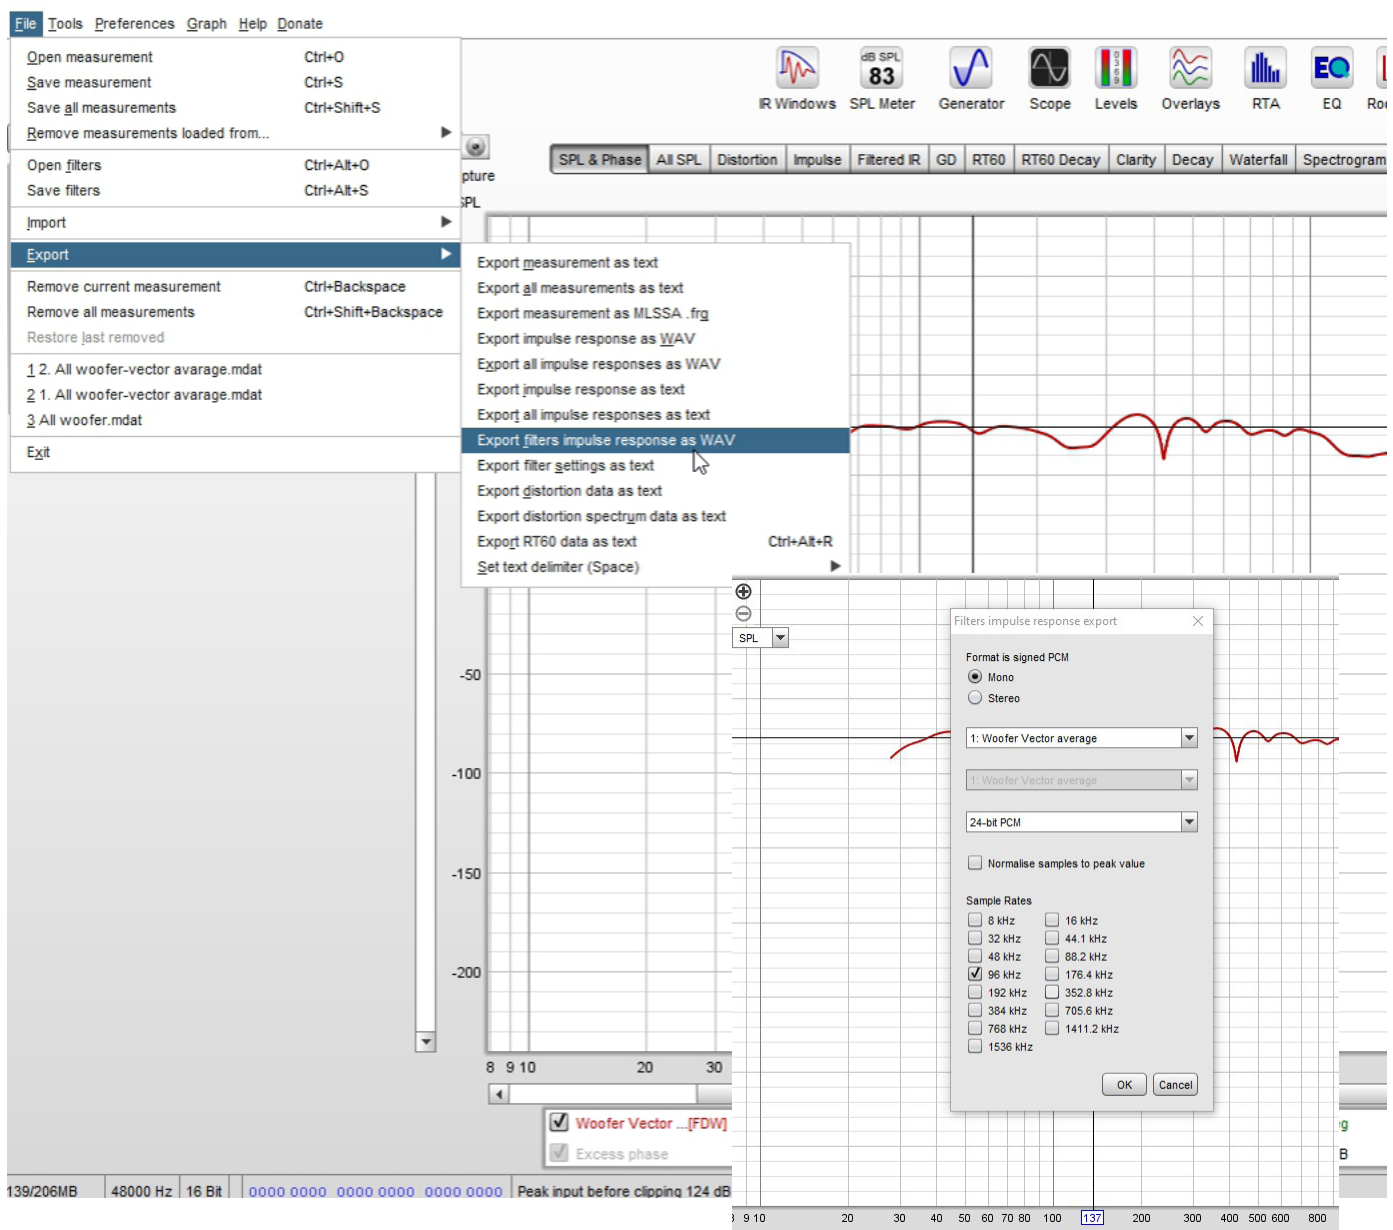 File Tools Preferences Graph Help Donate
Open measurement Ctrl+O
Save measurement Ctrl+S
Save all measurements Ctrl+Shift+S
Remove measurements loaded from...
Open filters Ctrl+Alt+O
Save filters Ctrl+Alt+S
Import
Export
Remove current measurement Ctrl+Backspace
Remove all measurements Ctrl+Shift+Backspace
Restore last removed
1 2. All woofer-vector avarage.mdat
2 1. All woofer-vector avarage.mdat
3 All woofer.mdat
Exit
dB SPL
83
0 3 6 9
EQ
IR Windows SPL Meter Generator Scope Levels Overlays RTA EQ Roo
pture
SPL & Phase All SPL Distortion Impulse Filtered IR GD RT60 RT60 Decay Clarity Decay Waterfall Spectrogram
SPL
Export measurement as text
Export all measurements as text
Export measurement as MLSSA .frg
Export impulse response as WAV
Export all impulse responses as WAV
Export impulse response as text
Export all impulse responses as text
Export filters impulse response as WAV
Export filter settings as text
Export distortion data as text
Export distortion spectrum data as text
Export RT60 data as text Ctrl+Alt+R
Set text delimiter (Space)
-50
-100
-150
-200
8 9 10 20 30
Woofer Vector ...[FDW]
Excess phase
eg
B
139/206MB 48000 Hz 16 Bit 0000 0000 0000 0000 0000 0000 Peak input before clipping 124 dB
SPL
Filters impulse response export
Format is signed PCM
Mono
Stereo
1: Woofer Vector average
1: Woofer Vector average
24-bit PCM
Normalise samples to peak value
Sample Rates
8 kHz 16 kHz
32 kHz 44.1 kHz
48 kHz 88.2 kHz
96 kHz 176.4 kHz
192 kHz 352.8 kHz
384 kHz 705.6 kHz
768 kHz 1411.2 kHz
1536 kHz
OK Cancel
9 10 20 30 40 50 60 70 80 100 137 200 300 400 500 600 800